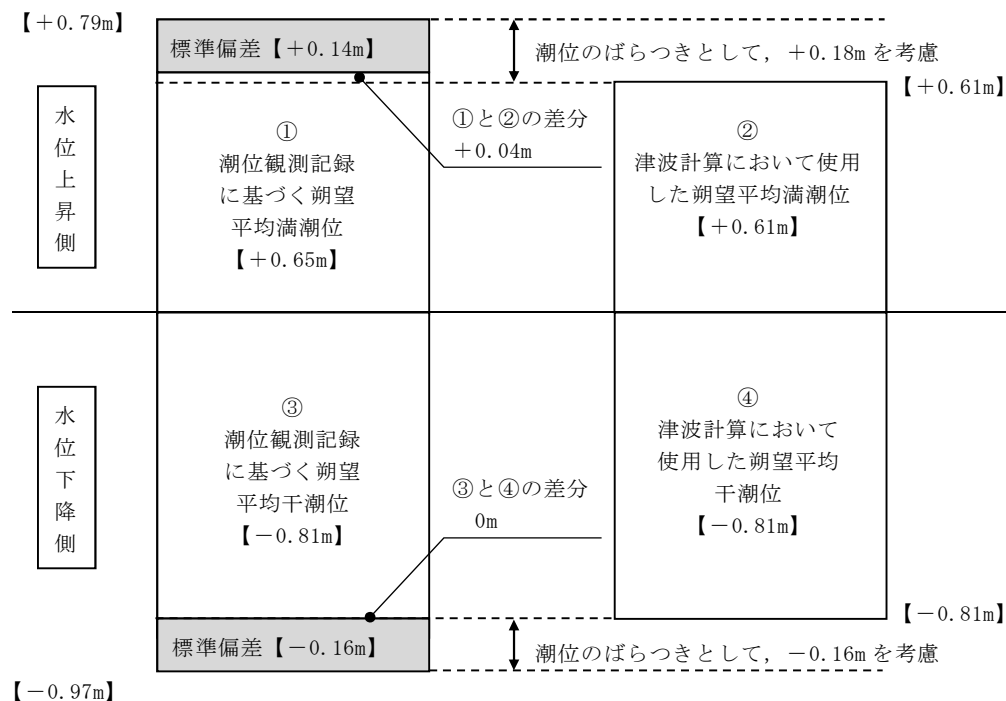 【＋0.79m】
標準偏差【＋0.14m】
潮位のばらつきとして，＋0.18m を考慮
【＋0.61m】
水位上昇側
①
潮位観測記録
に基づく朔望
平均満潮位
【＋0.65m】
①と②の差分
＋0.04m
②
津波計算において使用
した朔望平均満潮位
【＋0.61m】
水位下降側
③
潮位観測記録
に基づく朔望
平均干潮位
【－0.81m】
③と④の差分
0m
④
津波計算において
使用した朔望平均
干潮位
【－0.81m】
【－0.81m】
標準偏差【－0.16m】
潮位のばらつきとして，－0.16m を考慮
【－0.97m】